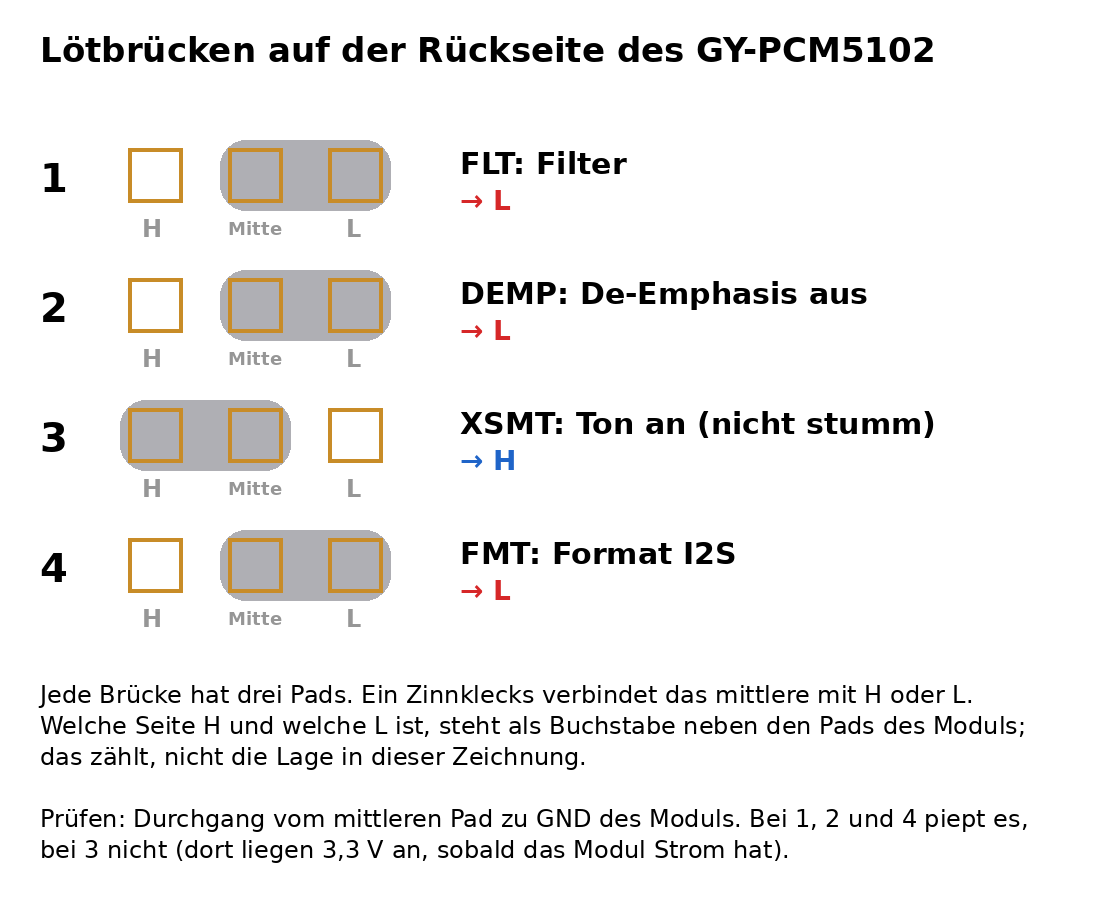 Lötbrücken auf der Rückseite des GY-PCM5102
1
H
Mitte
L
FLT: Filter
→ L
2
H
Mitte
L
DEMP: De-Emphasis aus
→ L
3
H
Mitte
L
XSMT: Ton an (nicht stumm)
→ H
4
H
Mitte
L
FMT: Format I2S
→ L
Jede Brücke hat drei Pads. Ein Zinnklecks verbindet das mittlere mit H oder L.
Welche Seite H und welche L ist, steht als Buchstabe neben den Pads des Moduls;
das zählt, nicht die Lage in dieser Zeichnung.
Prüfen: Durchgang vom mittleren Pad zu GND des Moduls. Bei 1, 2 und 4 piept es,
bei 3 nicht (dort liegen 3,3 V an, sobald das Modul Strom hat).